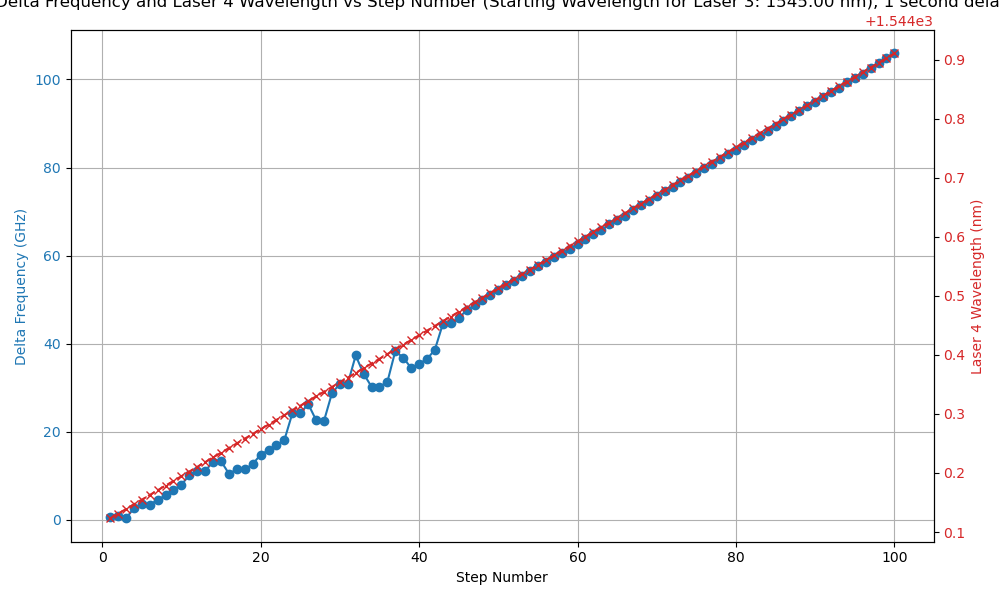 Delta Frequency and Laser 4 Wavelength vs Step Number (Starting Wavelength for Laser 3: 1545.00 nm), 1 second dela
+1.544e3
100
80
60
40
20
0
Delta Frequency (GHz)
0.9
0.8
0.7
0.6
0.5
0.4
0.3
0.2
0.1
Laser 4 Wavelength (nm)
0 20 40 60 80 100
Step Number